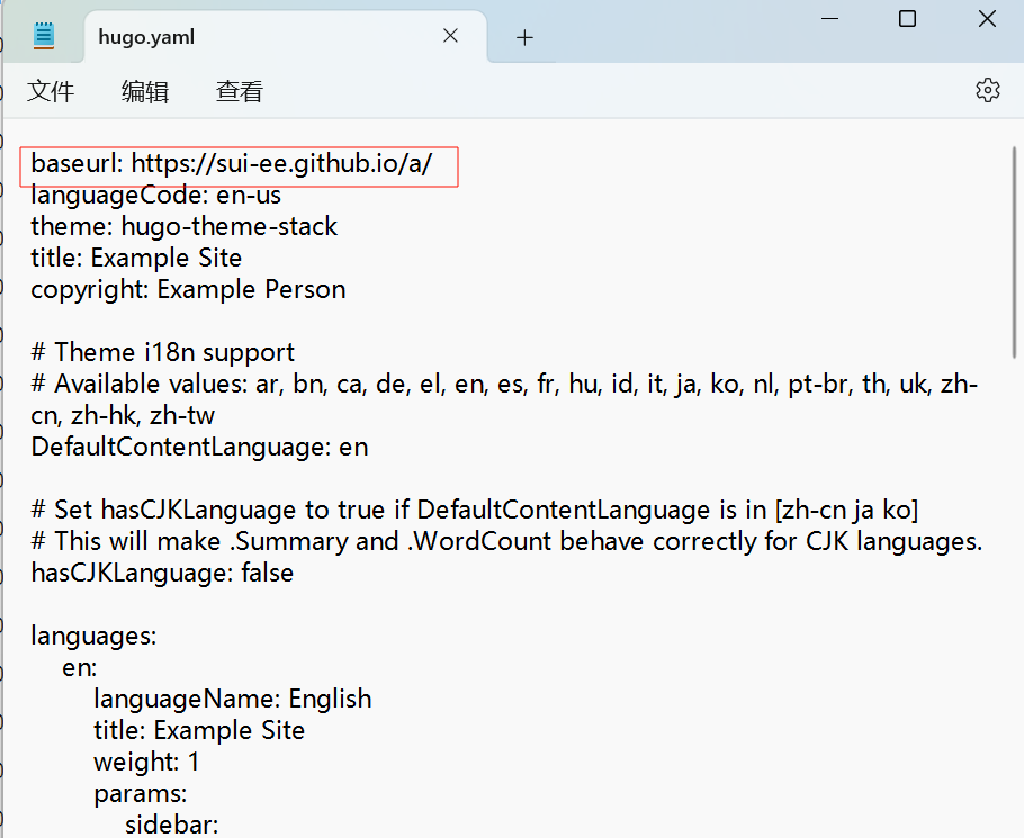 hugo.yaml
文件 编辑 查看
baseurl: https://sui-ee.github.io/a/
languageCode: en-us
theme: hugo-theme-stack
title: Example Site
copyright: Example Person
# Theme i18n support
# Available values: ar, bn, ca, de, el, en, es, fr, hu, id, it, ja, ko, nl, pt-br, th, uk, zh-
cn, zh-hk, zh-tw
DefaultContentLanguage: en
# Set hasCJKLanguage to true if DefaultContentLanguage is in [zh-cn ja ko]
# This will make .Summary and .WordCount behave correctly for CJK languages.
hasCJKLanguage: false
languages:
en:
languageName: English
title: Example Site
weight: 1
params:
sidebar: